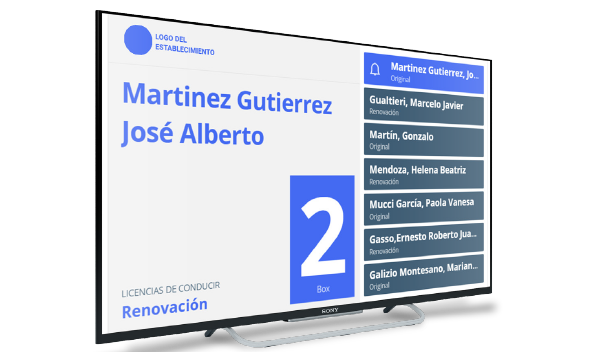 LOGO DEL
ESTABLECIMIENTO
Martinez Gutierrez
José Alberto
2
Box
LICENCIAS DE CONDUCIR
Renovación
Martinez Gutierrez, Jo...
Original
Gualtieri, Marcelo Javier
Renovación
Martín, Gonzalo
Original
Mendoza, Helena Beatriz
Renovación
Mucci García, Paola Vanesa
Original
Gasso,Ernesto Roberto Jua...
Renovación
Galizio Montesano, Marian...
Original
SONY